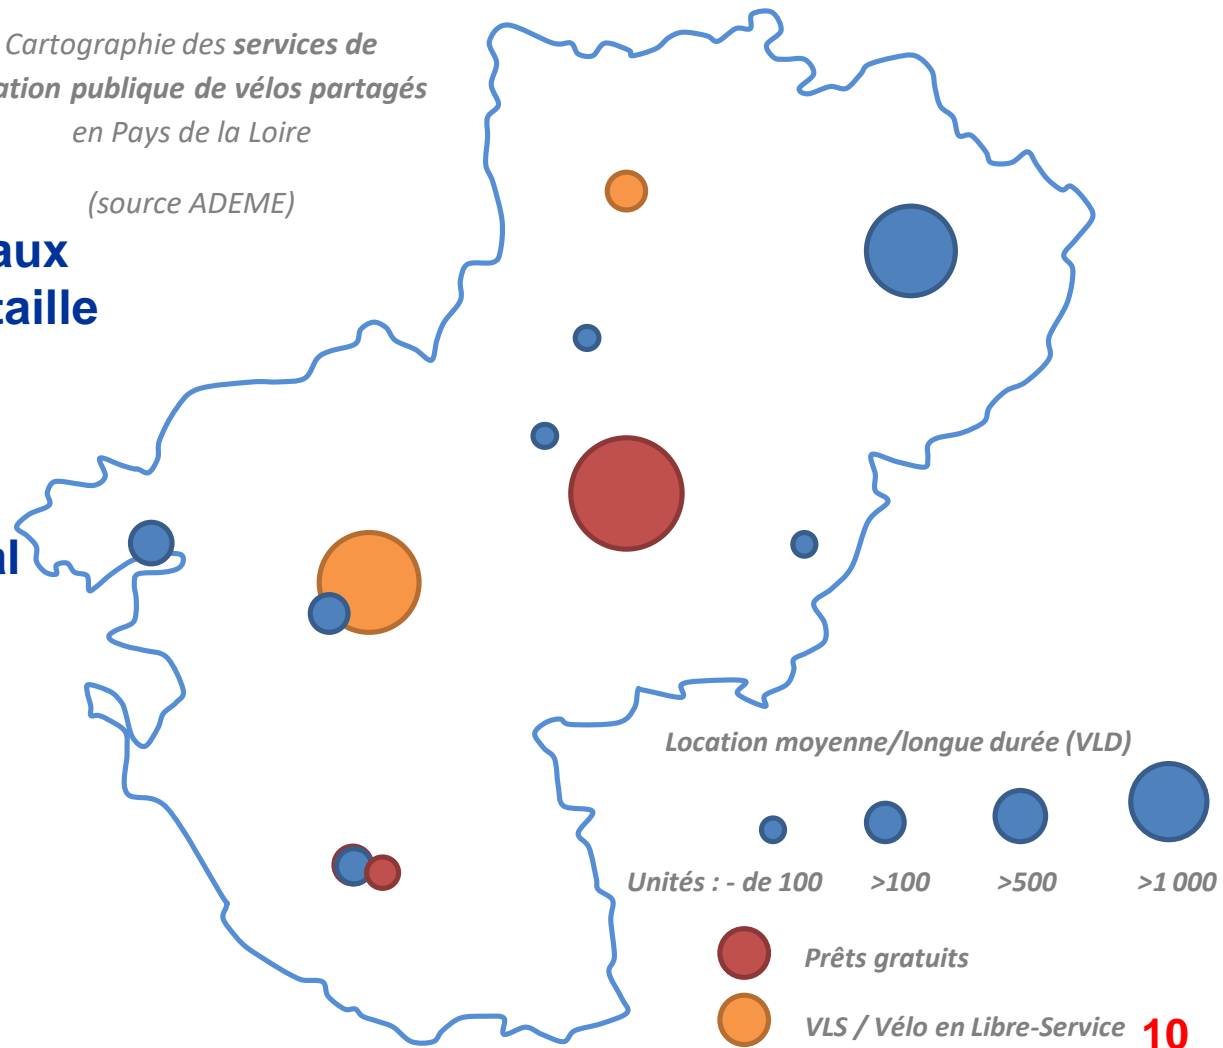 Cartographie des services de
ation publique de vélos partagés
en Pays de la Loire
(source ADEME)
aux
taille
al
Location moyenne/longue durée (VLD)
Unités : - de 100 >100 >500 >1 000
Prêts gratuits
VLS / Vélo en Libre-Service
10